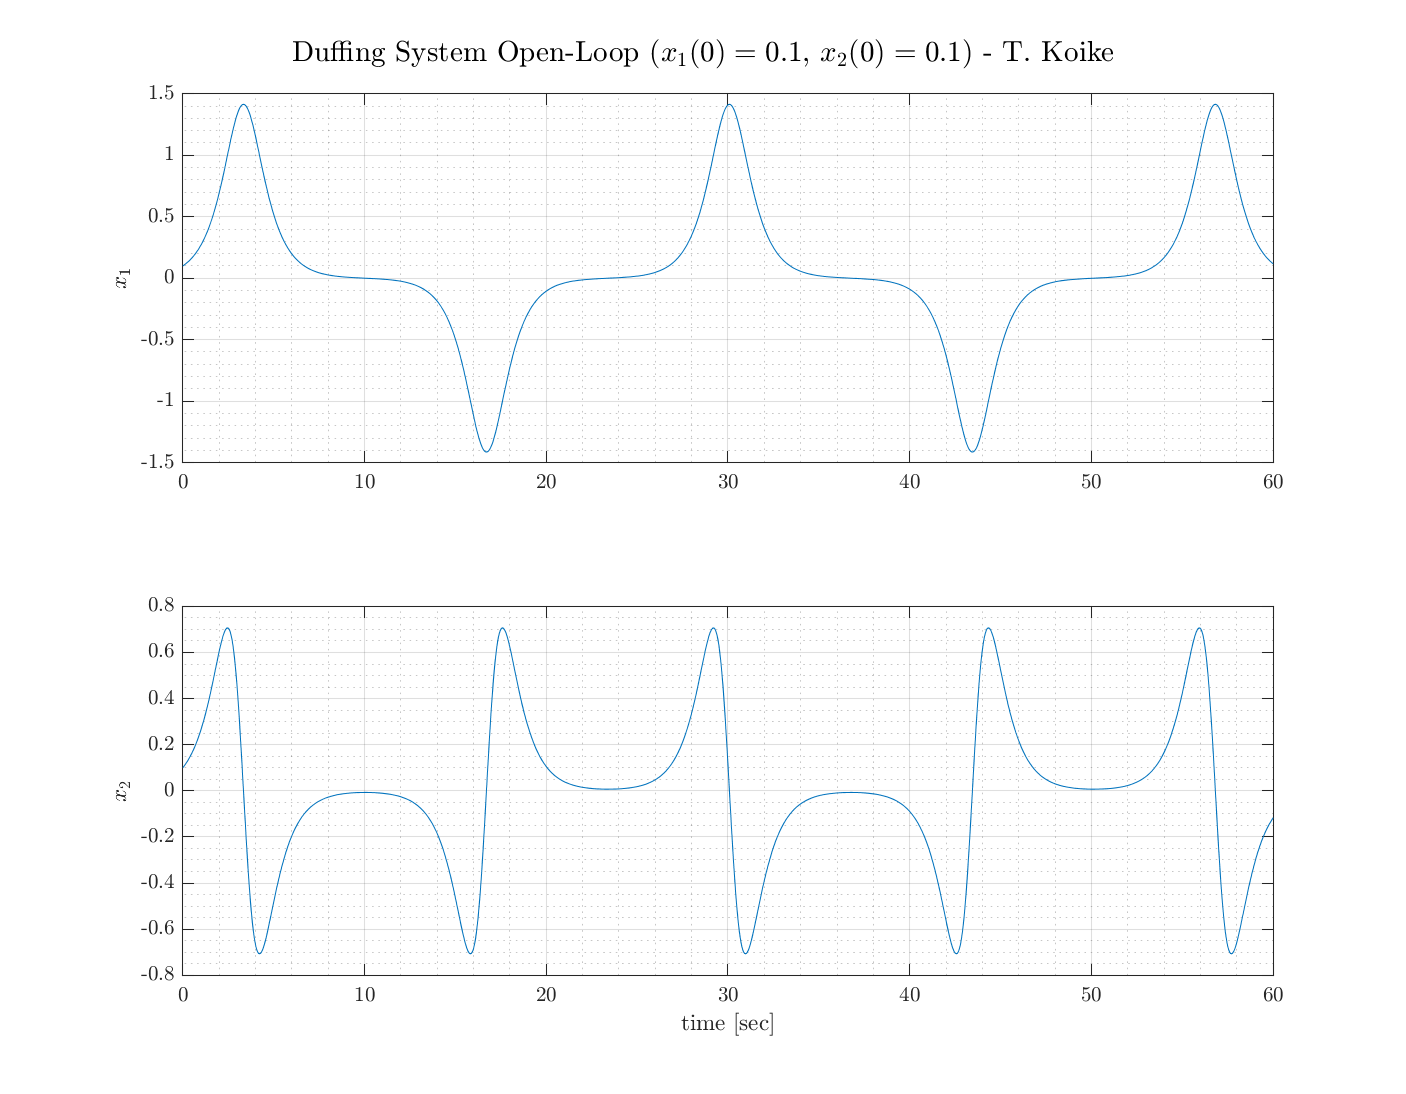 Duffing System Open-Loop (x₁(0) = 0.1, x₂(0) = 0.1) - T. Koike
1.5
1
0.5
0
-0.5
-1
-1.5
x₁
0 10 20 30 40 50 60
0.8
0.6
0.4
0.2
0
-0.2
-0.4
-0.6
-0.8
x₂
0 10 20 30 40 50 60
time [sec]